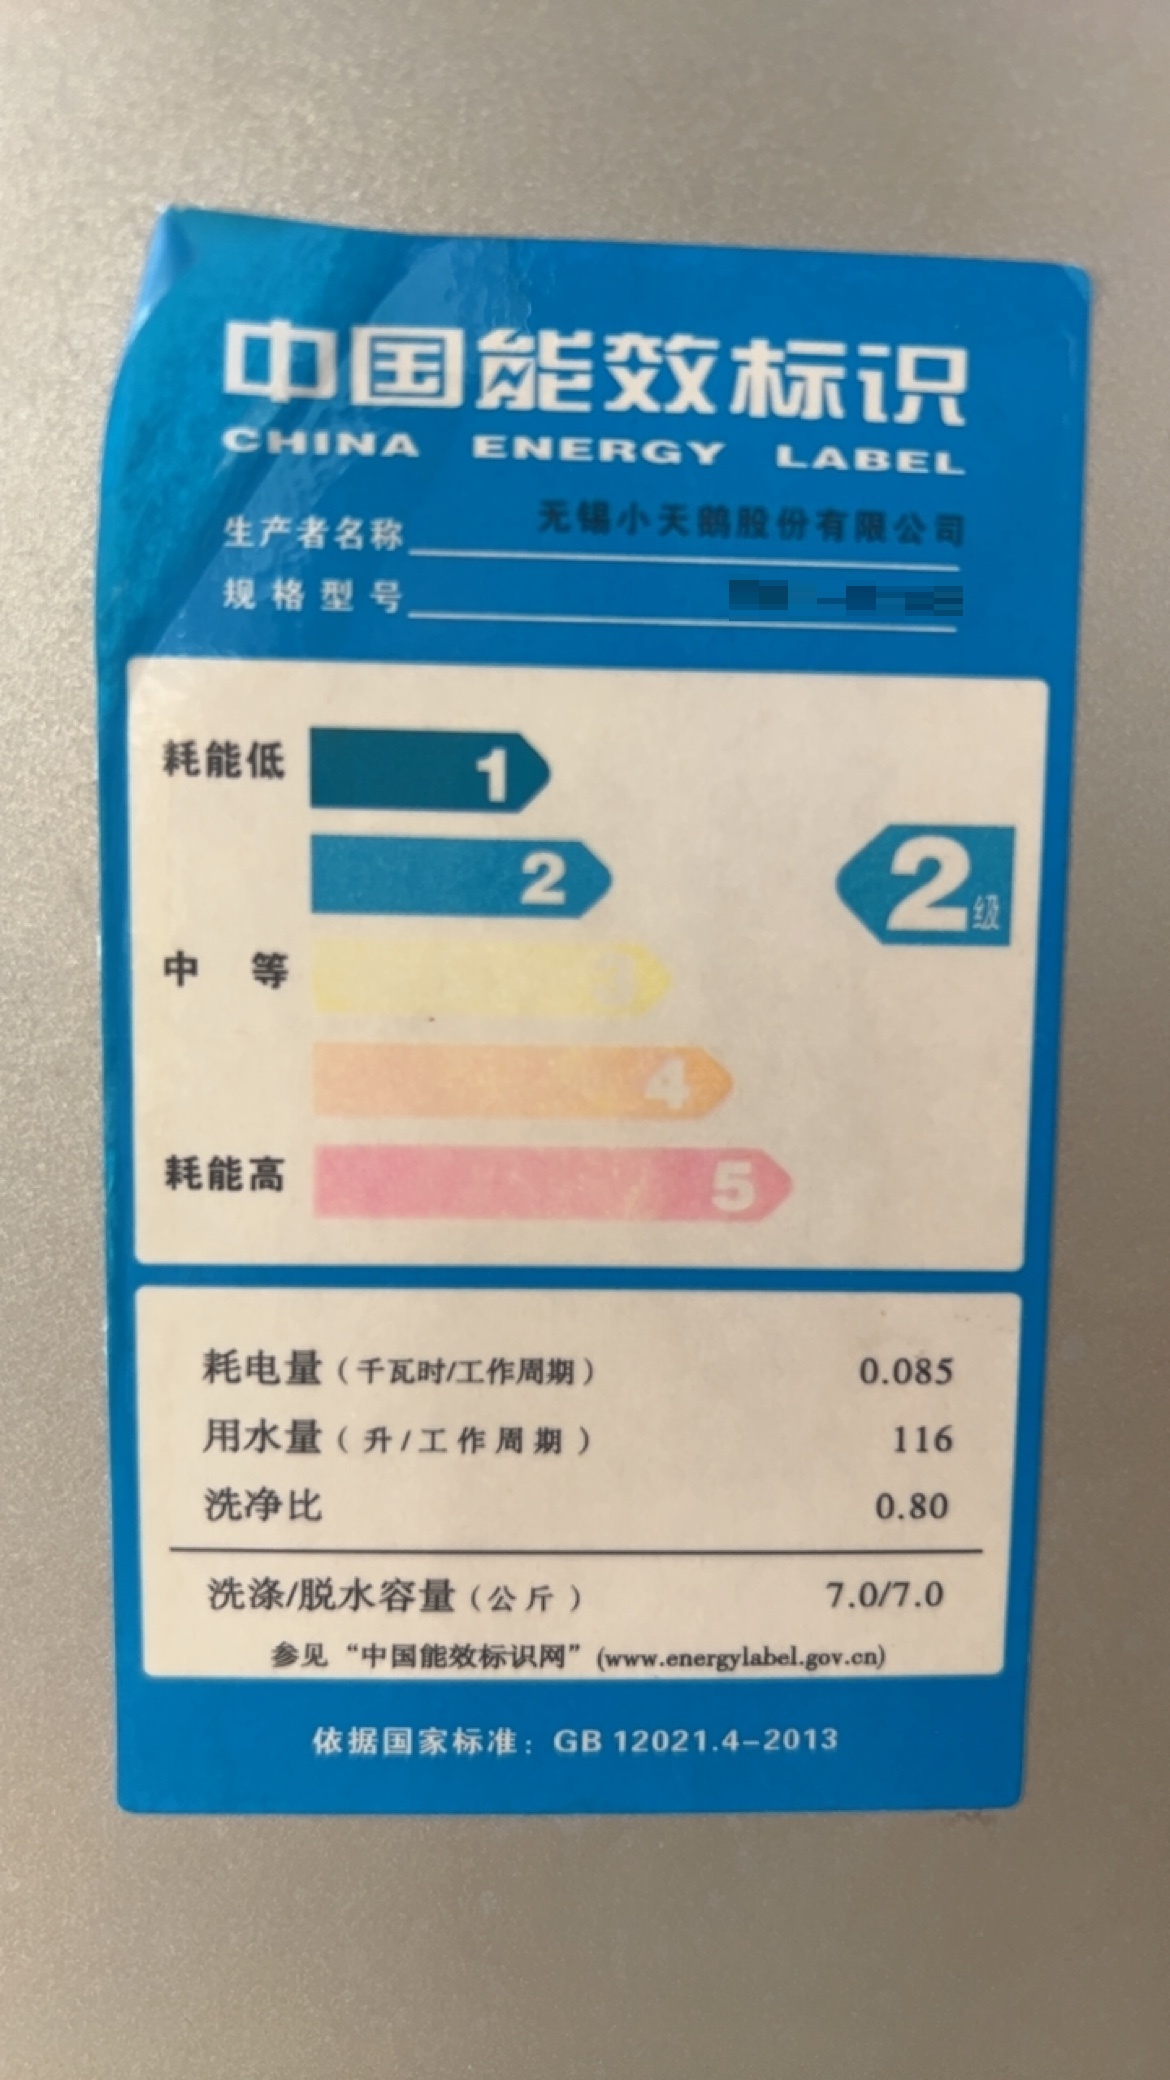 中国能效标识
CHINA ENERGY LABEL
生产者名称 无锡小天鹅股份有限公司
规格型号
耗能低 1
2 2级
中 等 3
4
耗能高 5
耗电量（千瓦时/工作周期） 0.085
用水量（升/工作周期） 116
洗净比 0.80
洗涤/脱水容量（公斤） 7.0/7.0
参见“中国能效标识网”(www.energylabel.gov.cn)
依据国家标准：GB 12021.4-2013